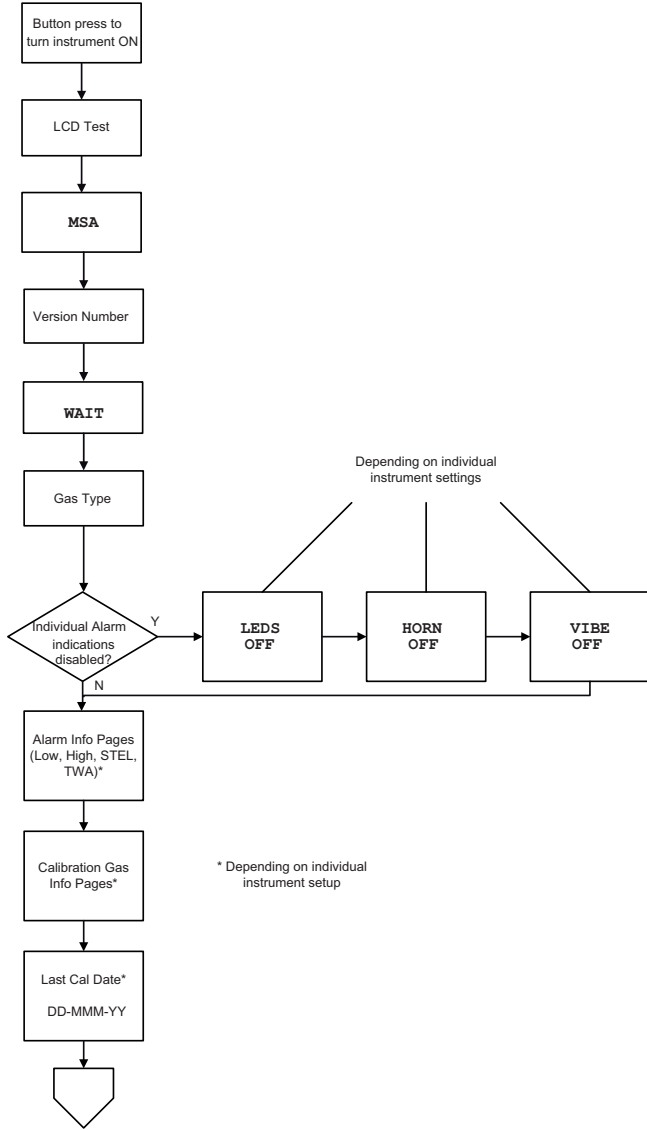 Button press to
turn instrument ON
LCD Test
MSA
Version Number
WAIT
Gas Type
Depending on individual
instrument settings
Individual Alarm
indications
disabled?
Y
LEDS
OFF
HORN
OFF
VIBE
OFF
N
Alarm Info Pages
(Low, High, STEL,
TWA)*
Calibration Gas
Info Pages*
* Depending on individual
instrument setup
Last Cal Date*
DD-MMM-YY